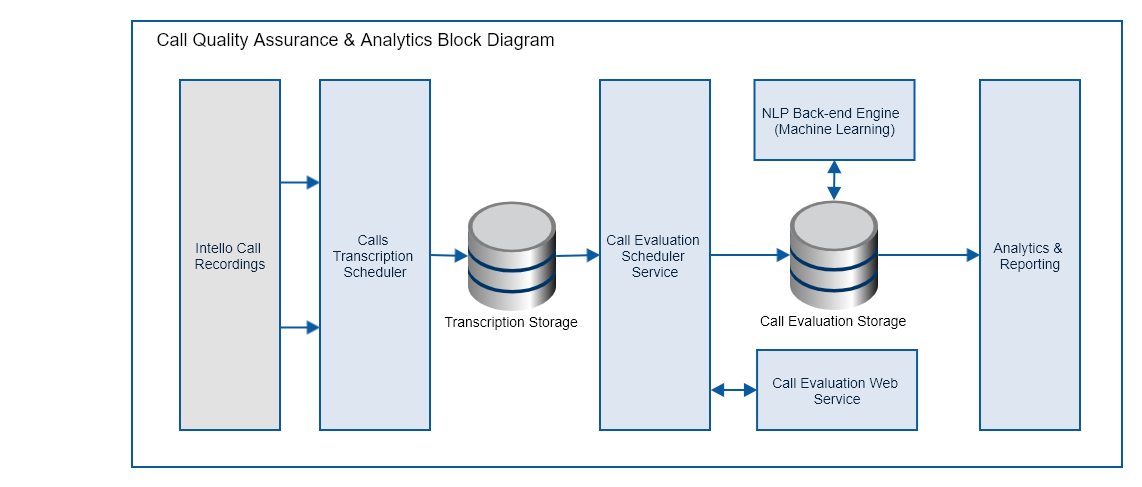 Call Quality Assurance & Analytics Block Diagram
Intello Call
Recordings
Calls
Transcription
Scheduler
Transcription Storage
Call Evaluation
Scheduler
Service
NLP Back-end Engine
(Machine Learning)
Call Evaluation Storage
Call Evaluation Web
Service
Analytics &
Reporting